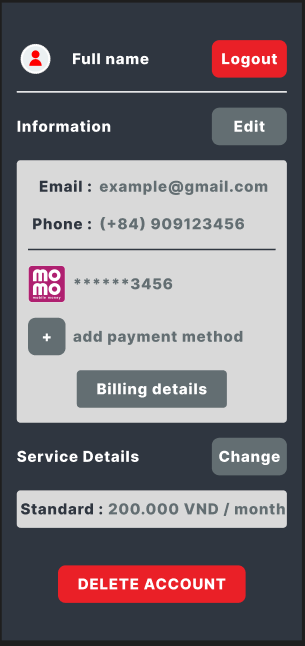 Full name
Logout
Information
Edit
Email : example@gmail.com
Phone : (+84) 909123456
mo
mo
mobile money
******3456
+
add payment method
Billing details
Service Details
Change
Standard : 200.000 VND / month
DELETE ACCOUNT